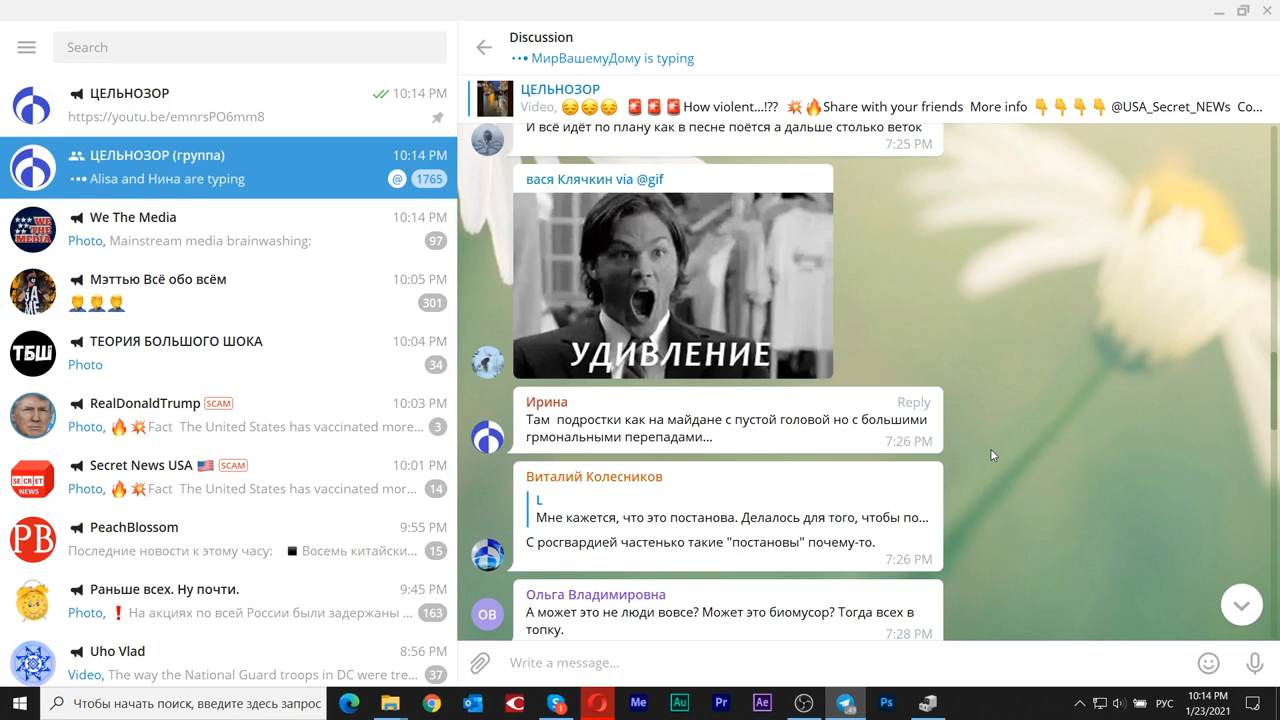 Search
ЦЕЛЬНОЗОР
10:14 PM
https://youtu.be/emnrsPO6mm8
ЦЕЛЬНОЗОР (группа)
10:14 PM
Alisa and Нина are typing
@ 1765
We The Media
10:14 PM
Photo, Mainstream media brainwashing:
97
Мэттью Всё обо всём
10:05 PM
301
ТБШ
ТЕОРИЯ БОЛЬШОГО ШОКА
10:04 PM
Photo
34
RealDonaldTrump SCAM
10:03 PM
Photo, 🔥💥Fact The United States has vaccinated more...
3
SECRET
NEWS
Secret News USA 🇺🇸 SCAM
10:01 PM
Photo, 🔥💥Fact The United States has vaccinated mor...
14
PB
PeachBlossom
9:55 PM
Последние новости к этому часу: ▪ Восемь китайски...
15
Раньше всех. Ну почти.
9:45 PM
Photo, ❗ На акциях по всей России были задержаны ...
163
Uho Vlad
8:56 PM
Video, The way the National Guard troops in DC were tre...
37
Discussion
МирВашемуДому is typing
ЦЕЛЬНОЗОР
Video, 😔😔😔 🚨🚨🚨How violent...!?? 💥🔥Share with your friends More info 👇👇👇👇 @USA_Secret_NEWs Co...
И всё идёт по плану как в песне поётся а дальше столько веток
7:25 PM
вася Клячкин via @gif
УДИВЛЕНИЕ
Ирина
Reply
Там подростки как на майдане с пустой головой но с большими
грмональными перепадами...
7:26 PM
Виталий Колесников
L
Мне кажется, что это постанова. Делалось для того, чтобы по...
С росгвардией частенько такие "постановы" почему-то.
7:26 PM
ОВ
Ольга Владимировна
А может это не люди вовсе? Может это биомусор? Тогда всех в
топку.
7:28 PM
Write a message...
Чтобы начать поиск, введите здесь запрос
Me
Au
Pr
Ae
Ps
РУС
10:14 PM
1/23/2021